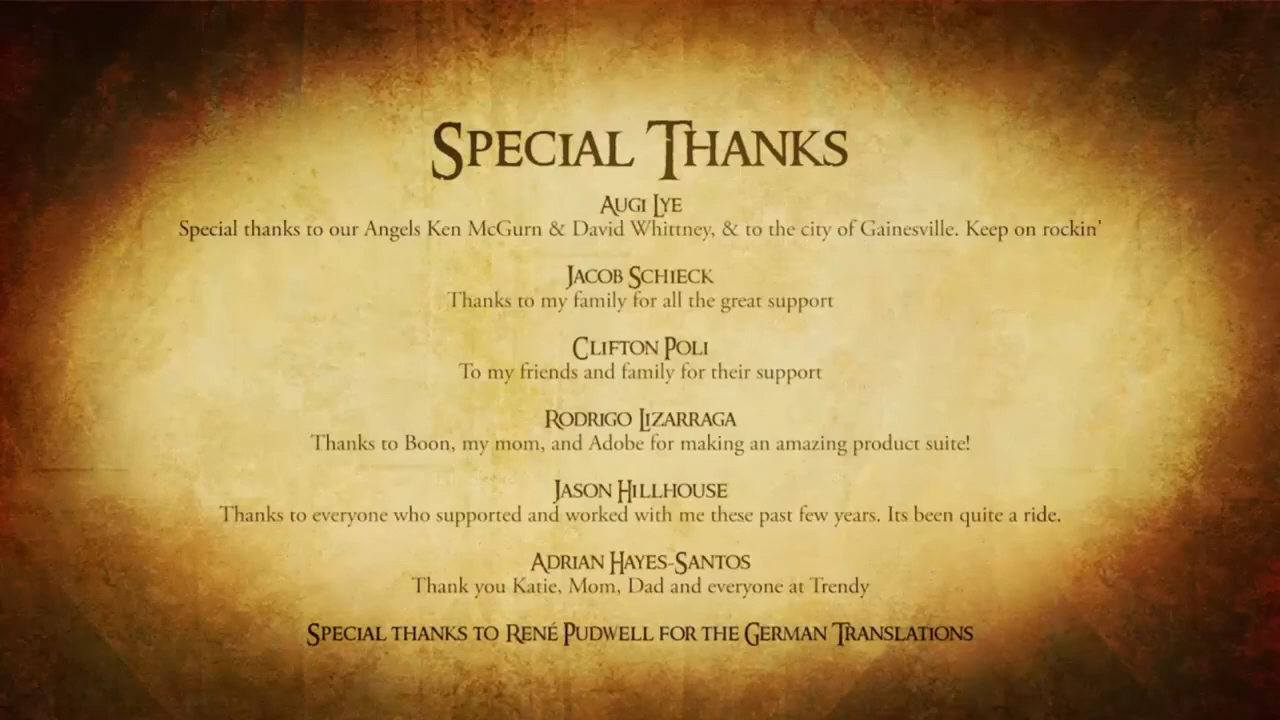 Special Thanks
Augi Lye
Special thanks to our Angels Ken McGurn & David Whittney, & to the city of Gainesville. Keep on rockin'
Jacob Schieck
Thanks to my family for all the great support
Clifton Poli
To my friends and family for their support
Rodrigo Lizarraga
Thanks to Boon, my mom, and Adobe for making an amazing product suite!
Jason Hillhouse
Thanks to everyone who supported and worked with me these past few years. Its been quite a ride.
Adrian Hayes-Santos
Thank you Katie, Mom, Dad and everyone at Trendy
Special thanks to René Pudwell for the German Translations